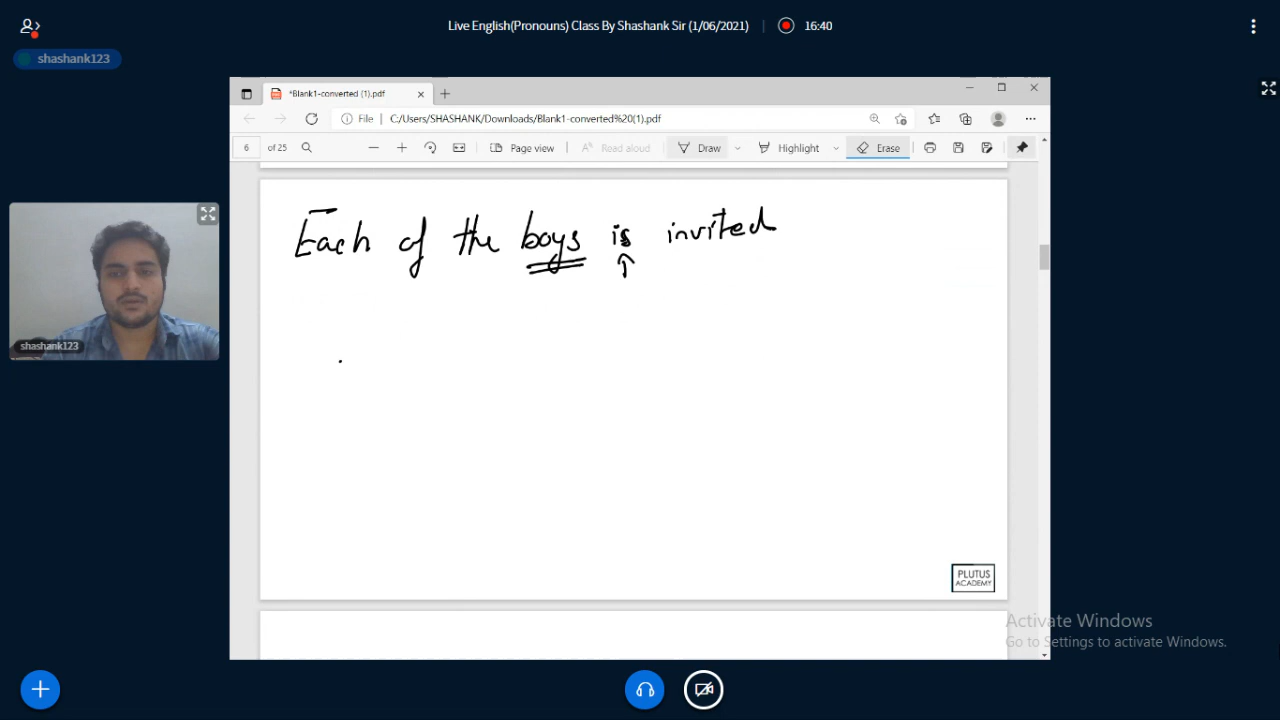 Live English(Pronouns) Class By Shashank Sir (1/06/2021) 16:40
shashank123
*Blank1-converted (1).pdf
File C:/Users/SHASHANK/Downloads/Blank1-converted%20(1).pdf
6 of 25 Page view Read aloud Draw Highlight Erase
Each of the boys is invited
shashank123
PLUTUS
ACADEMY
Activate Windows
Go to Settings to activate Windows.